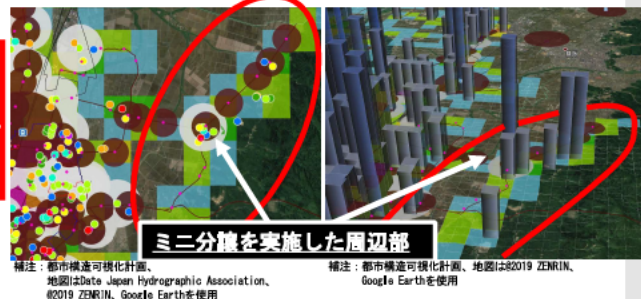 ミニ分譲を実施した周辺部
補注：都市構造可視化計画、
地図はDate Japan Hydrographic Association、
@2019 ZENRIN、Google Earthを使用
補注：都市構造可視化計画、地図は@2019 ZENRIN、
Google Earthを使用